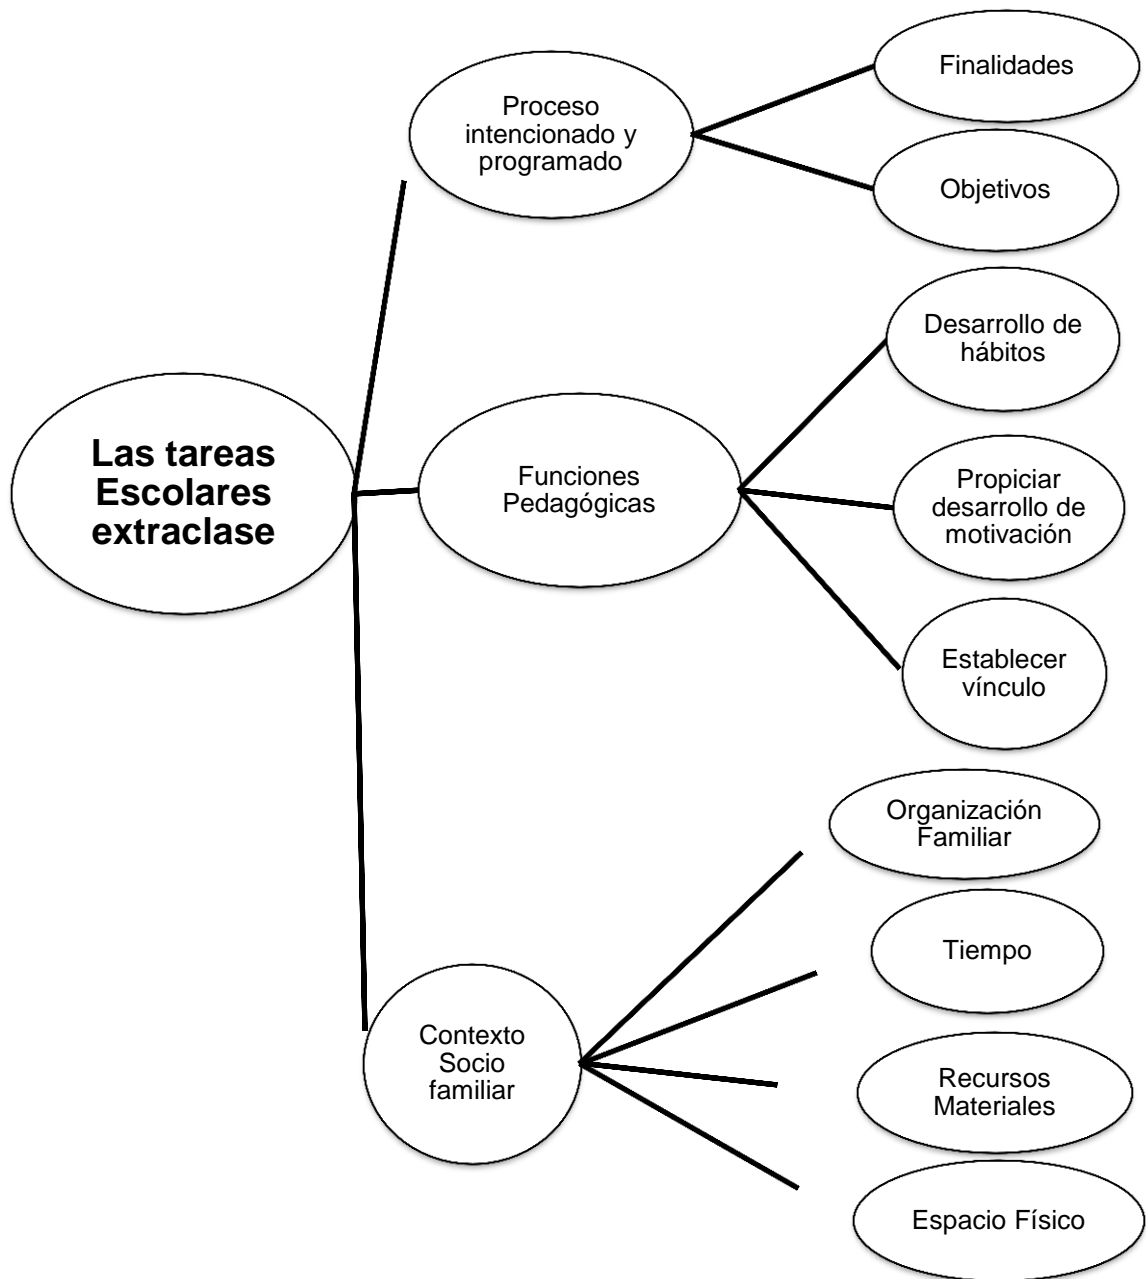 Las tareas
Escolares
extraclase
Proceso
intencionado y
programado
Finalidades
Objetivos
Funciones
Pedagógicas
Desarrollo de
hábitos
Propiciar
desarrollo de
motivación
Establecer
vínculo
Contexto
Socio
familiar
Organización
Familiar
Tiempo
Recursos
Materiales
Espacio Físico